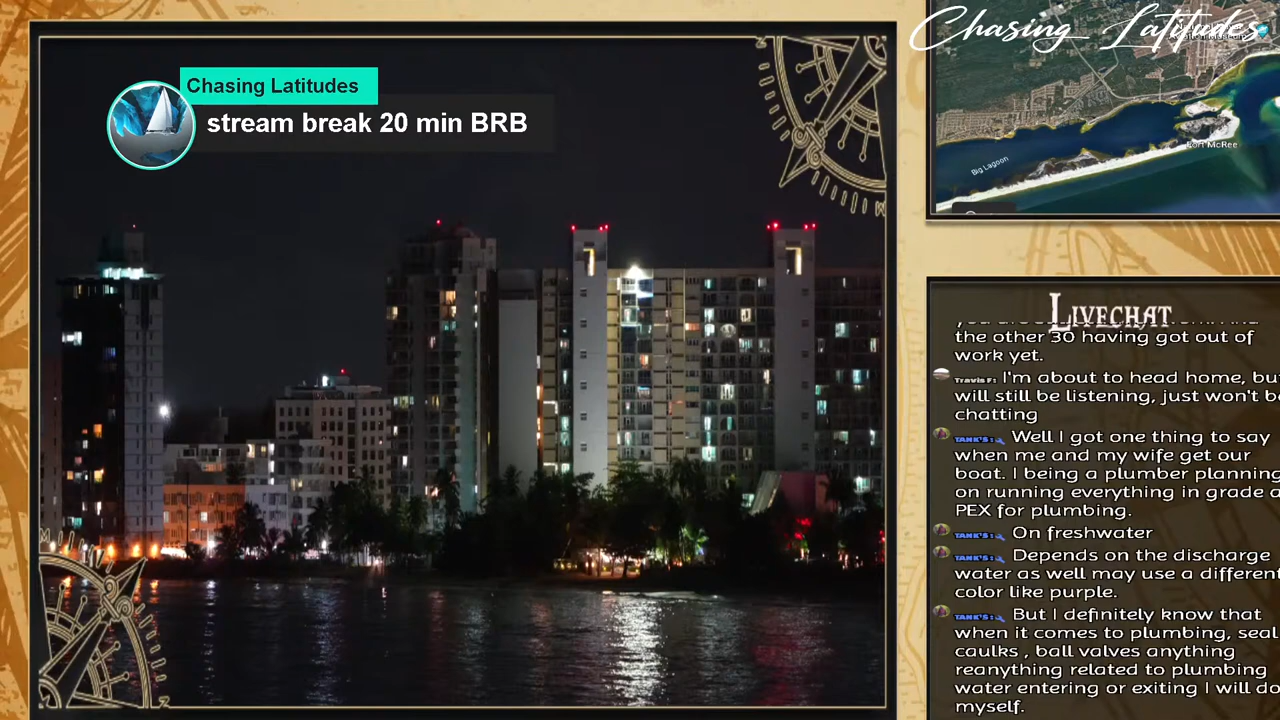 Chasing Latitudes
Chasing Latitudes
stream break 20 min BRB
Big Lagoon
Fort McRee
LIVECHAT
the other 30 having got out of
work yet.
Travis F: I'm about to head home, but
will still be listening, just won't be
chatting
TANK'S: Well I got one thing to say
when me and my wife get our
boat. I being a plumber planning
on running everything in grade a
PEX for plumbing.
TANK'S: On freshwater
TANK'S: Depends on the discharge
water as well may use a different
color like purple.
TANK'S: But I definitely know that
when it comes to plumbing, seal
caulks , ball valves anything
reanything related to plumbing
water entering or exiting I will do
myself.